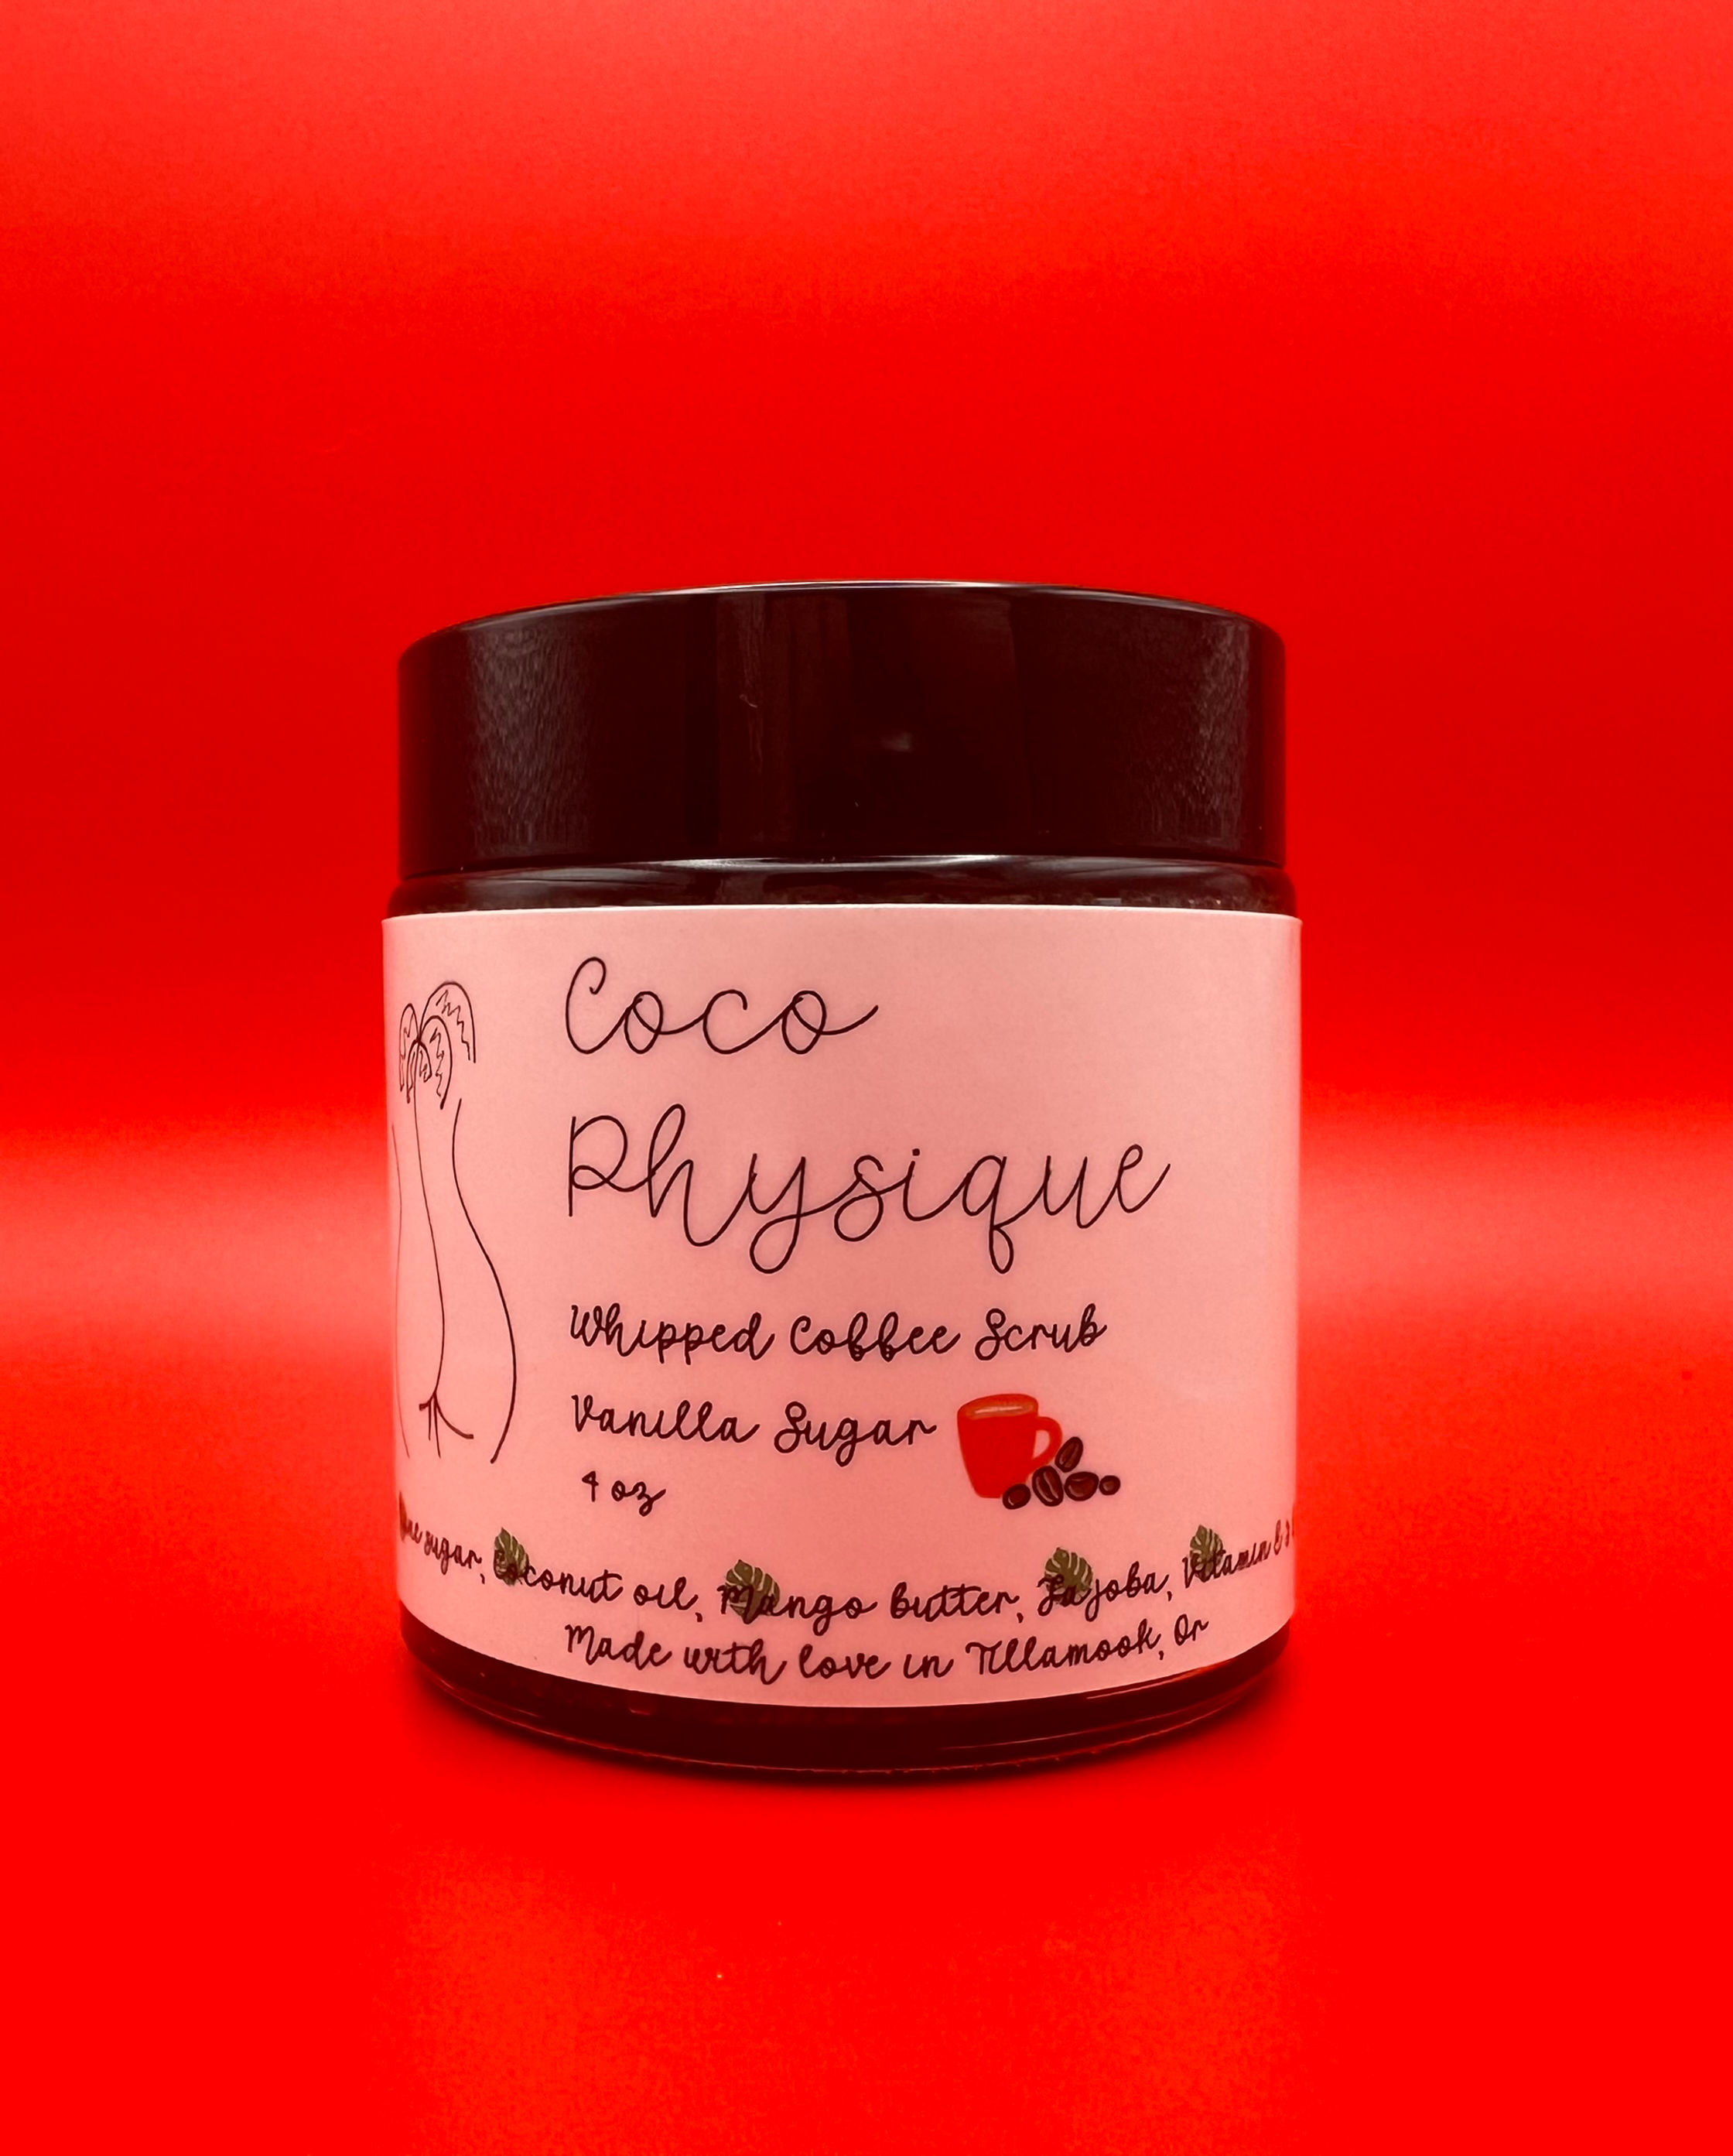 Coco
Physique
Whipped Coffee Scrub
Vanilla Sugar
4 oz
sugar, Coconut oil, Mango butter, Jajoba, Vitamin E
Made with love in Tillamook, Or